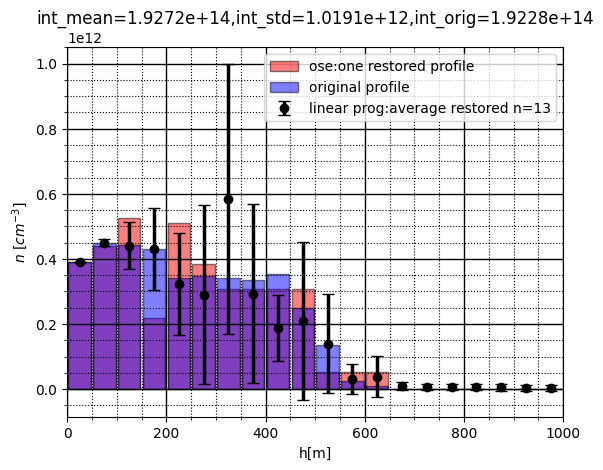 int_mean=1.9272e+14,int_std=1.0191e+12,int_orig=1.9228e+14
1e12
ose:one restored profile
original profile
linear prog:average restored n=13
1.0
0.8
0.6
0.4
0.2
0.0
n [cm⁻³]
0 200 400 600 800 1000
h[m]